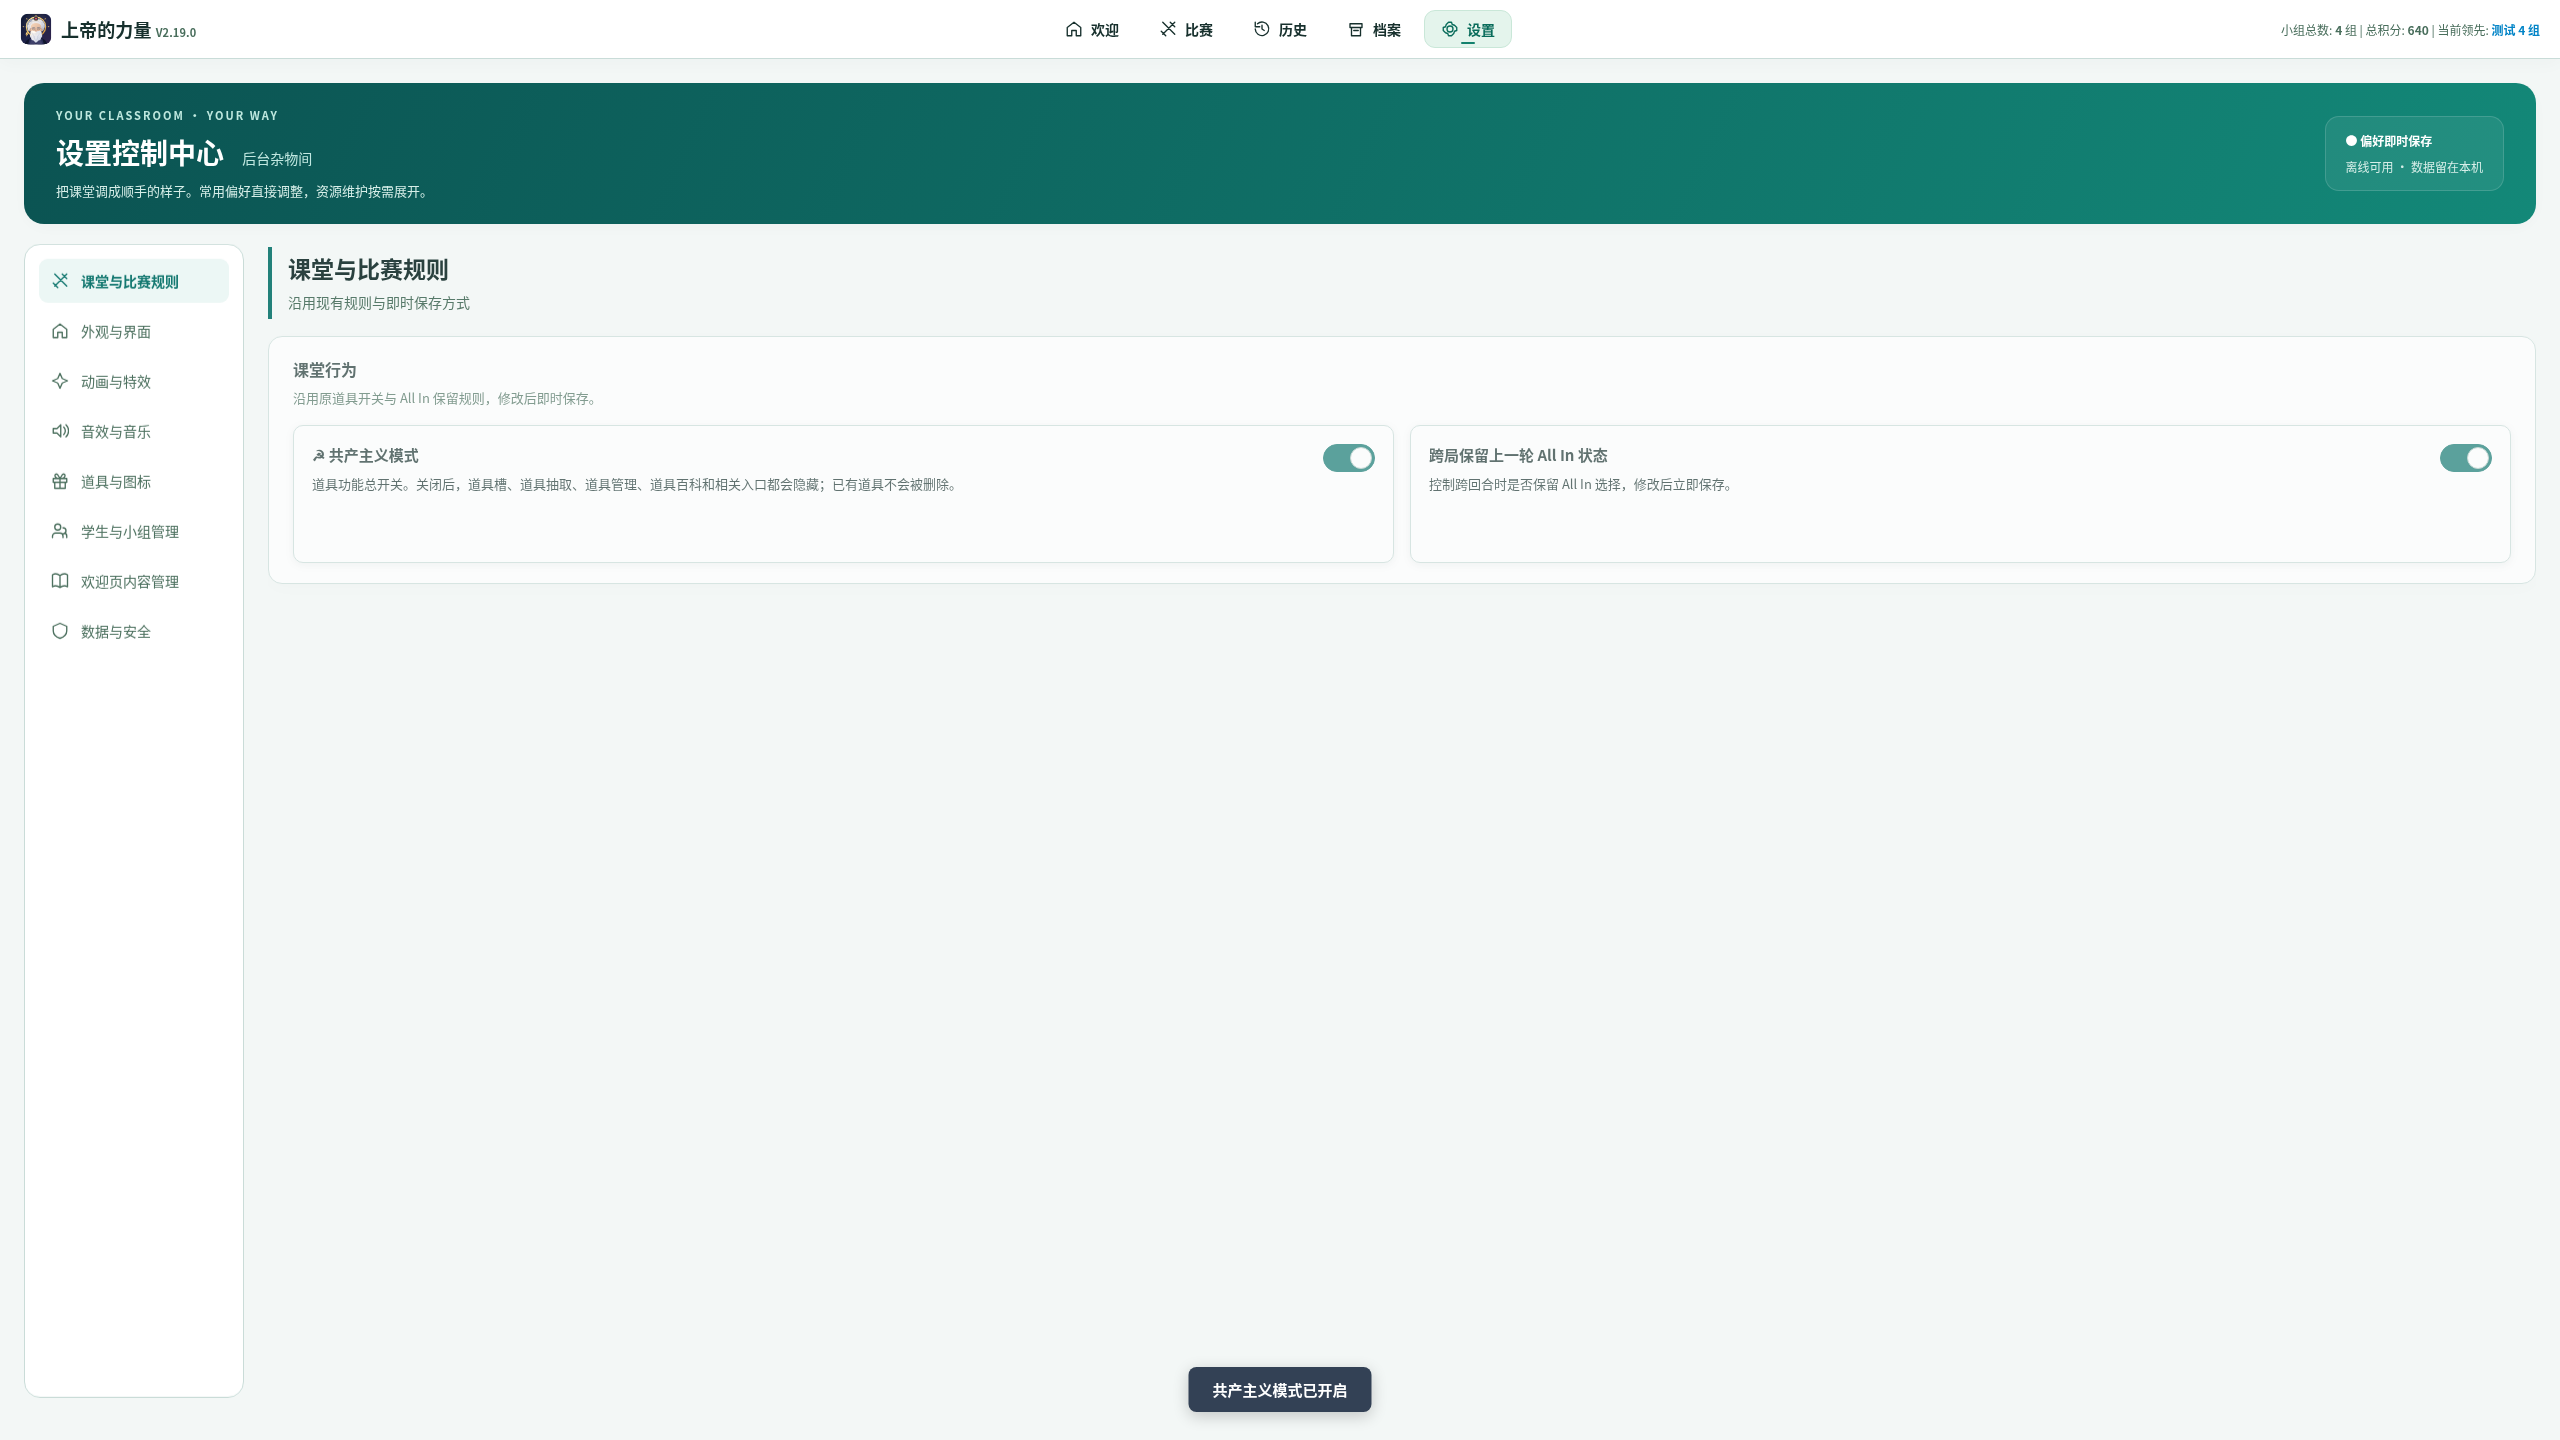 上帝的力量 V2.19.0
欢迎
比赛
历史
档案
设置
小组总数: 4 组 | 总积分: 640 | 当前领先: 测试 4 组
YOUR CLASSROOM · YOUR WAY
设置控制中心 后台杂物间
把课堂调成顺手的样子。常用偏好直接调整，资源维护按需展开。
偏好即时保存
离线可用 · 数据留在本机
课堂与比赛规则
外观与界面
动画与特效
音效与音乐
道具与图标
学生与小组管理
欢迎页内容管理
数据与安全
课堂与比赛规则
沿用现有规则与即时保存方式
课堂行为
沿用原道具开关与 All In 保留规则，修改后即时保存。
☭ 共产主义模式
道具功能总开关。关闭后，道具槽、道具抽取、道具管理、道具百科和相关入口都会隐藏；已有道具不会被删除。
跨局保留上一轮 All In 状态
控制跨回合时是否保留 All In 选择，修改后立即保存。
共产主义模式已开启